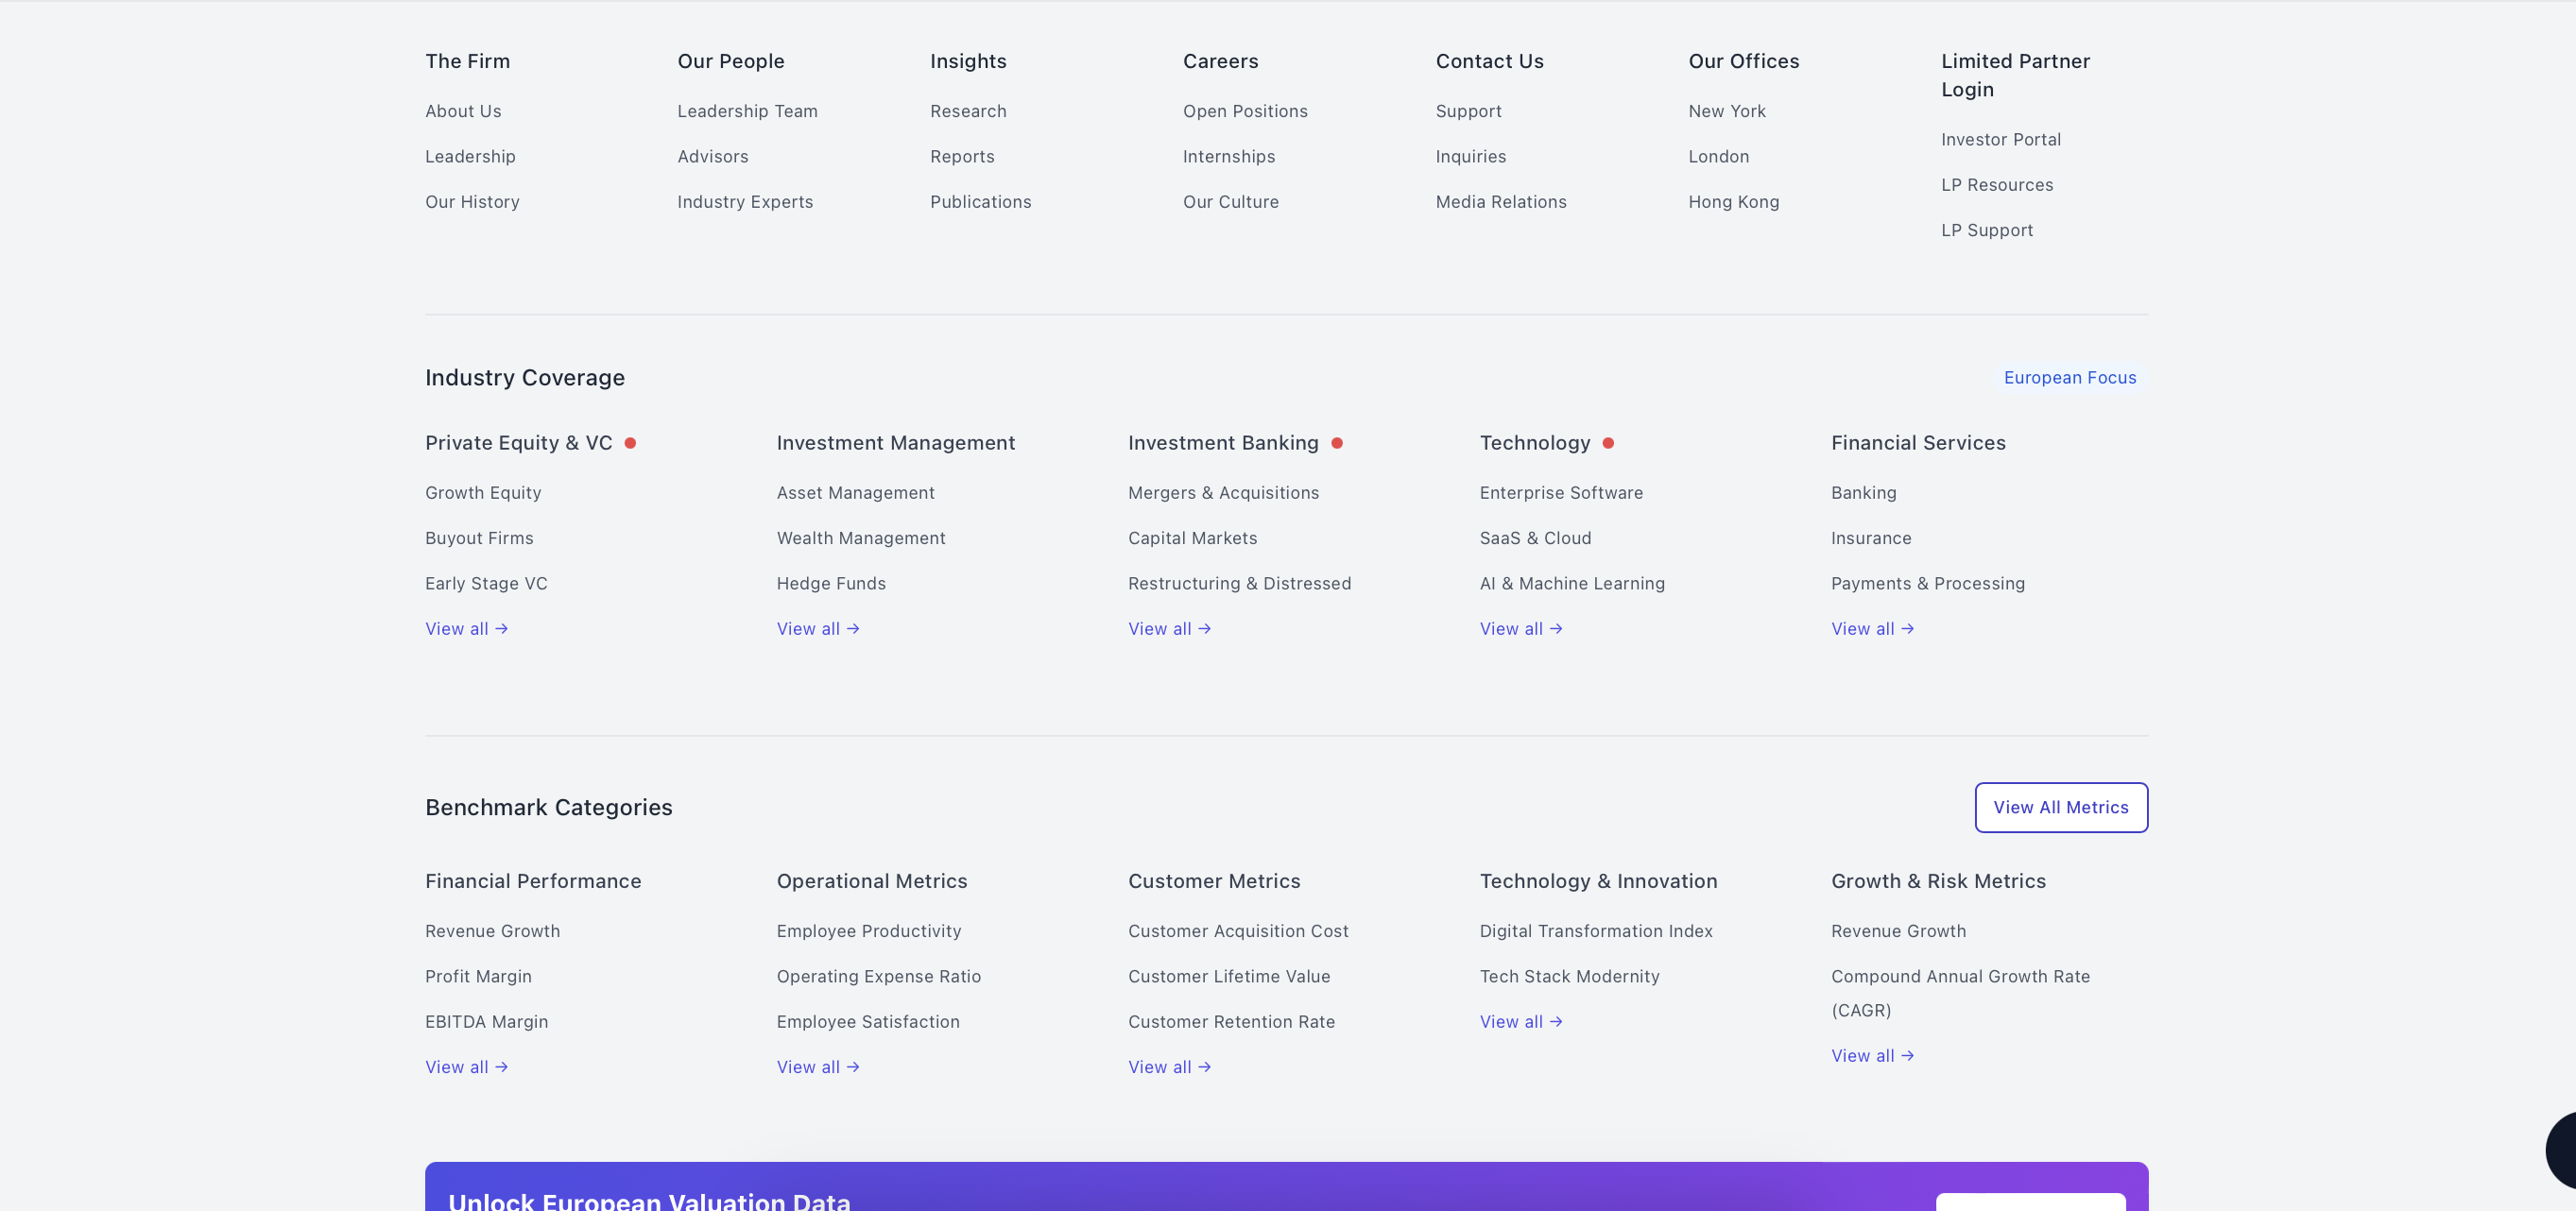 The Firm
About Us
Leadership
Our History
Our People
Leadership Team
Advisors
Industry Experts
Insights
Research
Reports
Publications
Careers
Open Positions
Internships
Our Culture
Contact Us
Support
Inquiries
Media Relations
Our Offices
New York
London
Hong Kong
Limited Partner
Login
Investor Portal
LP Resources
LP Support
Industry Coverage
European Focus
Private Equity & VC
Growth Equity
Buyout Firms
Early Stage VC
View all →
Investment Management
Asset Management
Wealth Management
Hedge Funds
View all →
Investment Banking
Mergers & Acquisitions
Capital Markets
Restructuring & Distressed
View all →
Technology
Enterprise Software
SaaS & Cloud
AI & Machine Learning
View all →
Financial Services
Banking
Insurance
Payments & Processing
View all →
Benchmark Categories
View All Metrics
Financial Performance
Revenue Growth
Profit Margin
EBITDA Margin
View all →
Operational Metrics
Employee Productivity
Operating Expense Ratio
Employee Satisfaction
View all →
Customer Metrics
Customer Acquisition Cost
Customer Lifetime Value
Customer Retention Rate
View all →
Technology & Innovation
Digital Transformation Index
Tech Stack Modernity
View all →
Growth & Risk Metrics
Revenue Growth
Compound Annual Growth Rate
(CAGR)
View all →
Unlock European Valuation Data